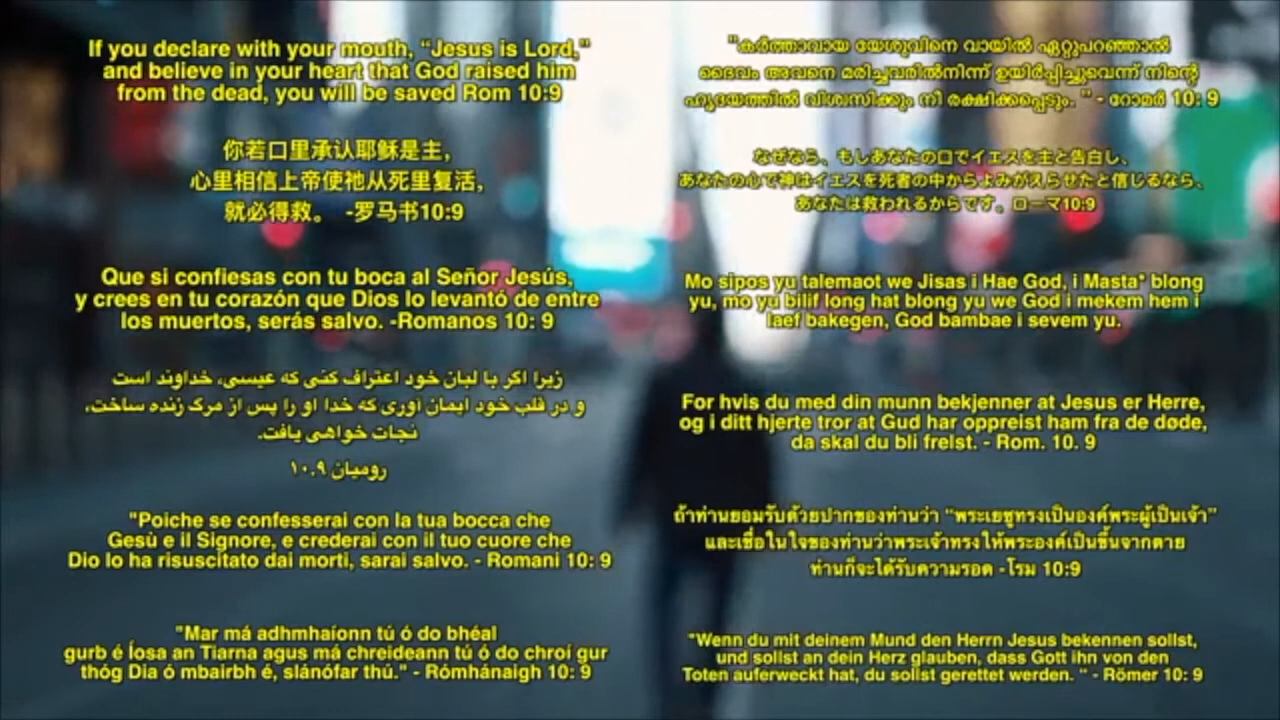 If you declare with your mouth, “Jesus is Lord,”
and believe in your heart that God raised him
from the dead, you will be saved Rom 10:9
你若口里承认耶稣是主，
心里相信上帝使祂从死里复活，
就必得救。 -罗马书10:9
Que si confiesas con tu boca al Señor Jesús,
y crees en tu corazón que Dios lo levantó de entre
los muertos, serás salvo. -Romanos 10: 9
زیرا اگر با لبان خود اعتراف کنی که عیسی، خداوند است
و در قلب خود ایمان آوری که خدا او را پس از مرگ زنده ساخت،
نجات خواهی یافت.
رومیان ۱۰.۹
"Poiche se confesserai con la tua bocca che
Gesù e il Signore, e crederai con il tuo cuore che
Dio lo ha risuscitato dai morti, sarai salvo. - Romani 10: 9
"Mar má adhmhaíonn tú ó do bhéal
gurb é Íosa an Tiarna agus má chreideann tú ó do chroí gur
thóg Dia ó mbairbh é, slánófar thú." - Rómhánaigh 10: 9
"കർത്താവായ യേശുവിനെ വായിൽ ഏറ്റുപറഞ്ഞാൽ
ദൈവം അവനെ മരിച്ചവരിൽനിന്ന് ഉയിർപ്പിച്ചുവെന്ന് നിന്റെ
ഹൃദയത്തിൽ വിശ്വസിക്കും നീ രക്ഷിക്കപ്പെടും. " - റോമർ 10: 9
なぜなら、もしあなたの口でイエスを主と告白し、
あなたの心で神はイエスを死者の中からよみがえらせたと信じるなら、
あなたは救われるからです。ローマ10:9
Mo sipos yu talemaot we Jisas i Hae God, i Masta* blong
yu, mo yu bilif long hat blong yu we God i mekem hem i
laef bakegen, God bambae i sevem yu.
For hvis du med din munn bekjenner at Jesus er Herre,
og i ditt hjerte tror at Gud har oppreist ham fra de døde,
da skal du bli frelst. - Rom. 10. 9
ถ้าท่านยอมรับด้วยปากของท่านว่า “พระเยซูทรงเป็นองค์พระผู้เป็นเจ้า”
และเชื่อในใจของท่านว่าพระเจ้าทรงให้พระองค์เป็นขึ้นจากตาย
ท่านก็จะได้รับความรอด -โรม 10:9
"Wenn du mit deinem Mund den Herrn Jesus bekennen sollst,
und sollst an dein Herz glauben, dass Gott ihn von den
Toten auferweckt hat, du sollst gerettet werden. " - Römer 10: 9